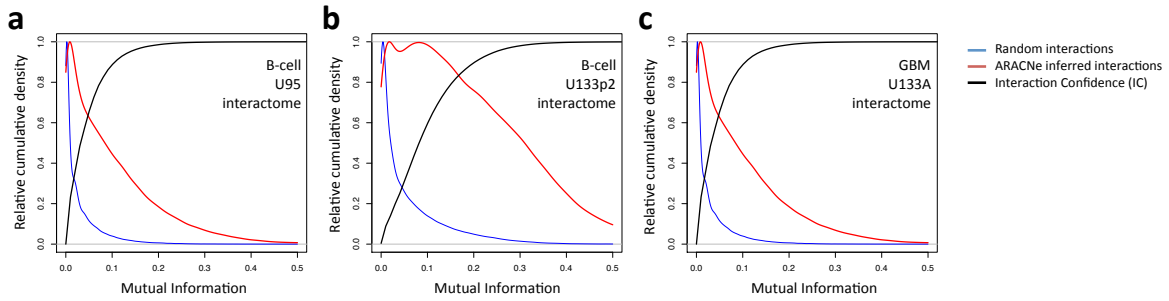 a
Relative cumulative density
1.0
0.8
0.6
0.4
0.2
0.0
B-cell
U95
interactome
0.0 0.1 0.2 0.3 0.4 0.5
Mutual Information
b
Relative cumulative density
1.0
0.8
0.6
0.4
0.2
0.0
B-cell
U133p2
interactome
0.0 0.1 0.2 0.3 0.4 0.5
Mutual Information
c
Relative cumulative density
1.0
0.8
0.6
0.4
0.2
0.0
GBM
U133A
interactome
0.0 0.1 0.2 0.3 0.4 0.5
Mutual Information
Random interactions
ARACNe inferred interactions
Interaction Confidence (IC)